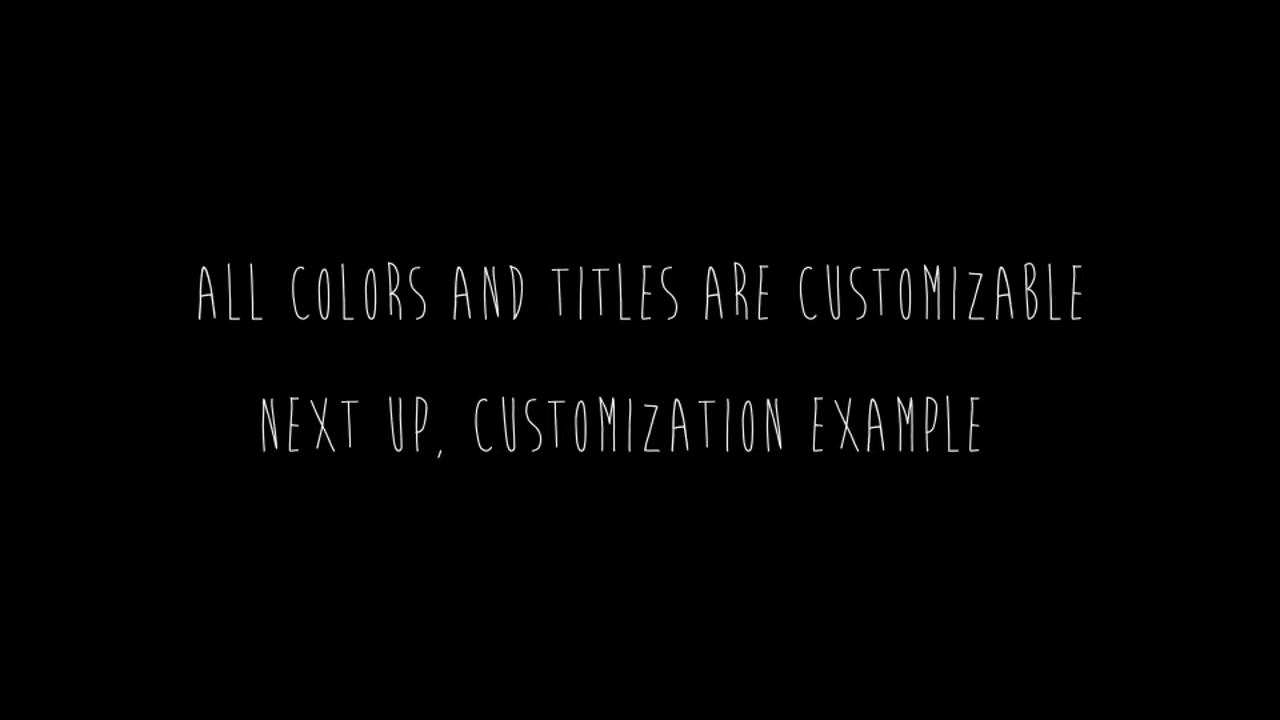 ALL COLORS AND TITLES ARE CUSTOMIZABLE
NEXT UP, CUSTOMIZATION EXAMPLE